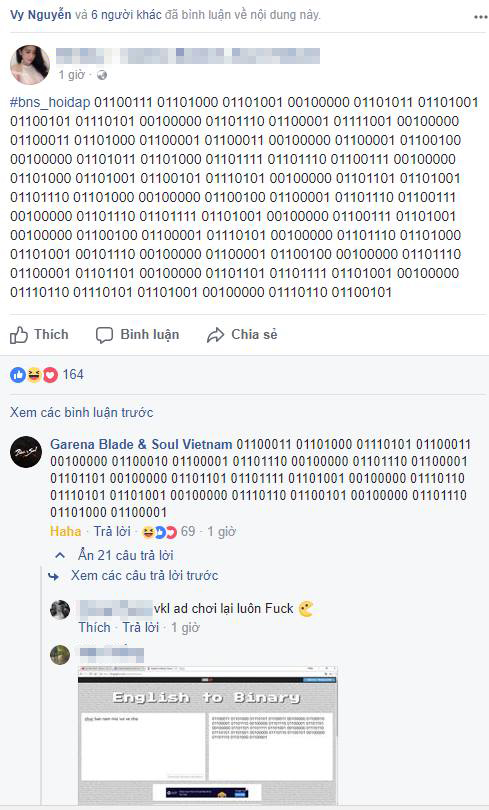 Vy Nguyễn và 6 người khác đã bình luận về nội dung này.
1 giờ ·
#bns_hoidap 01100111 01101000 01101001 00100000 01101011 01101001
01100101 01110101 00100000 01101110 01100001 01111001 00100000
01100011 01101000 01100001 01100011 00100000 01100001 01100100
00100000 01101011 01101000 01101111 01101110 01100111 00100000
01101000 01101001 01100101 01110101 00100000 01101101 01101001
01101110 01101000 00100000 01100100 01100001 01101110 01100111
00100000 01101110 01101111 01101001 00100000 01100111 01101001
00100000 01100100 01100001 01110101 00100000 01101110 01101000
01101001 00101110 00100000 01100001 01100100 00100000 01101110
01100001 01101101 00100000 01101101 01101111 01101001 00100000
01110110 01110101 01101001 00100000 01110110 01100101
Thích Bình luận Chia sẻ
164
Xem các bình luận trước
Garena Blade & Soul Vietnam 01100011 01101000 01110101 01100011
00100000 01100010 01100001 01101110 00100000 01101110 01100001
01101101 00100000 01101101 01101111 01101001 00100000 01110110
01110101 01101001 00100000 01110110 01100101 00100000 01101110
01101000 01100001
Haha · Trả lời · 69 · 1 giờ
Ẩn 21 câu trả lời
Xem các câu trả lời trước
vkl ad chơi lại luôn Fuck
Thích · Trả lời · 1 giờ
English to Binary
chuc ban nam moi vui ve nha